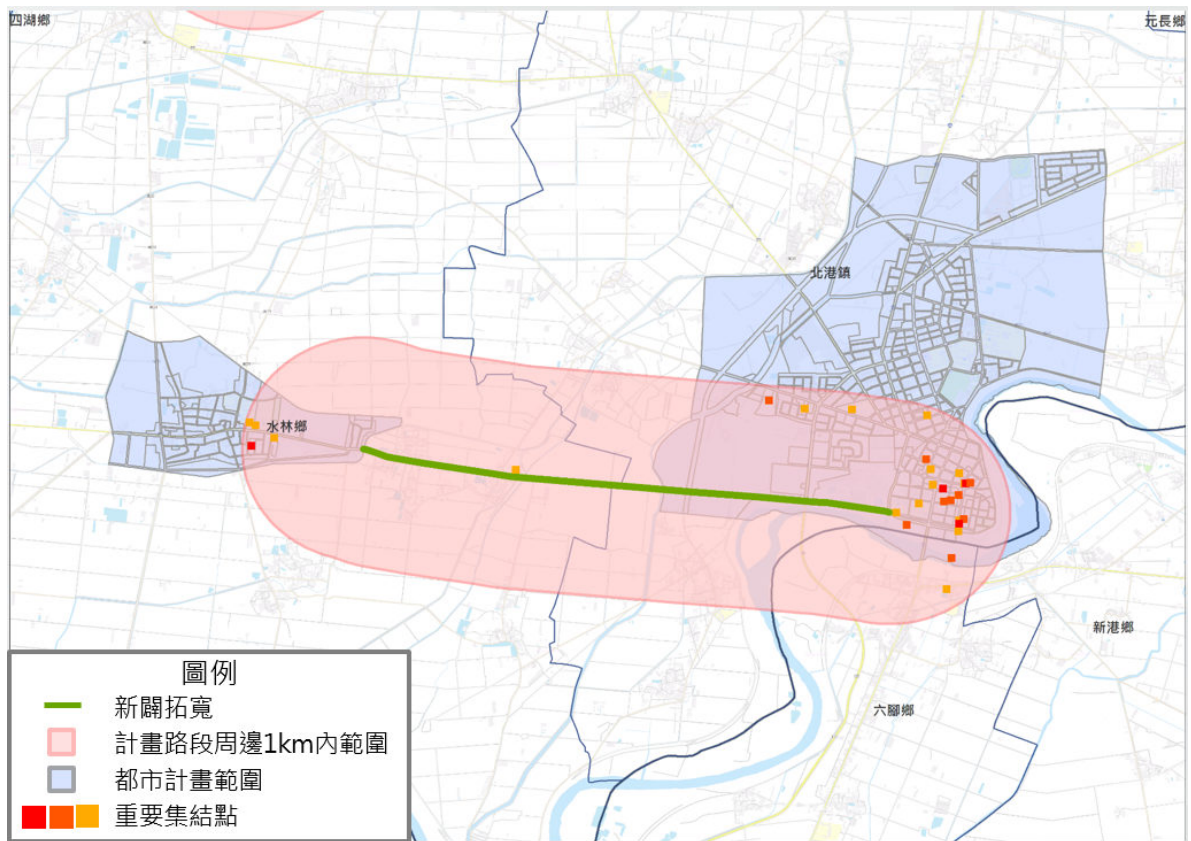 四湖鄉
元長鄉
北港鎮
水林鄉
新港鄉
六腳鄉
圖例
新闢拓寬
計畫路段周邊1km內範圍
都市計畫範圍
重要集結點